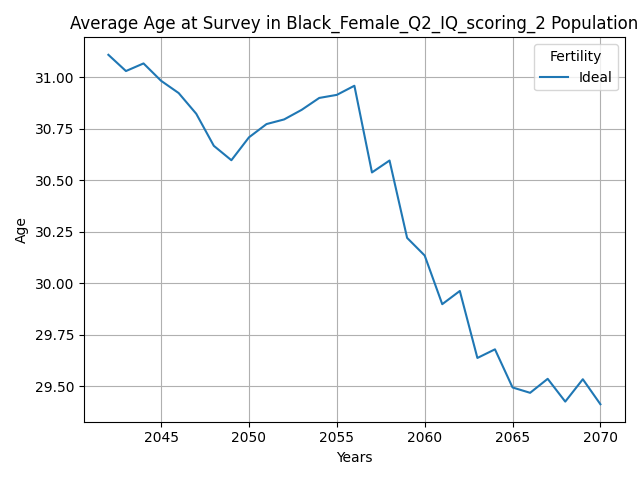 Average Age at Survey in Black_Female_Q2_IQ_scoring_2 Population
Fertility
Ideal
31.00
30.75
30.50
30.25
30.00
29.75
29.50
Age
2045 2050 2055 2060 2065 2070
Years